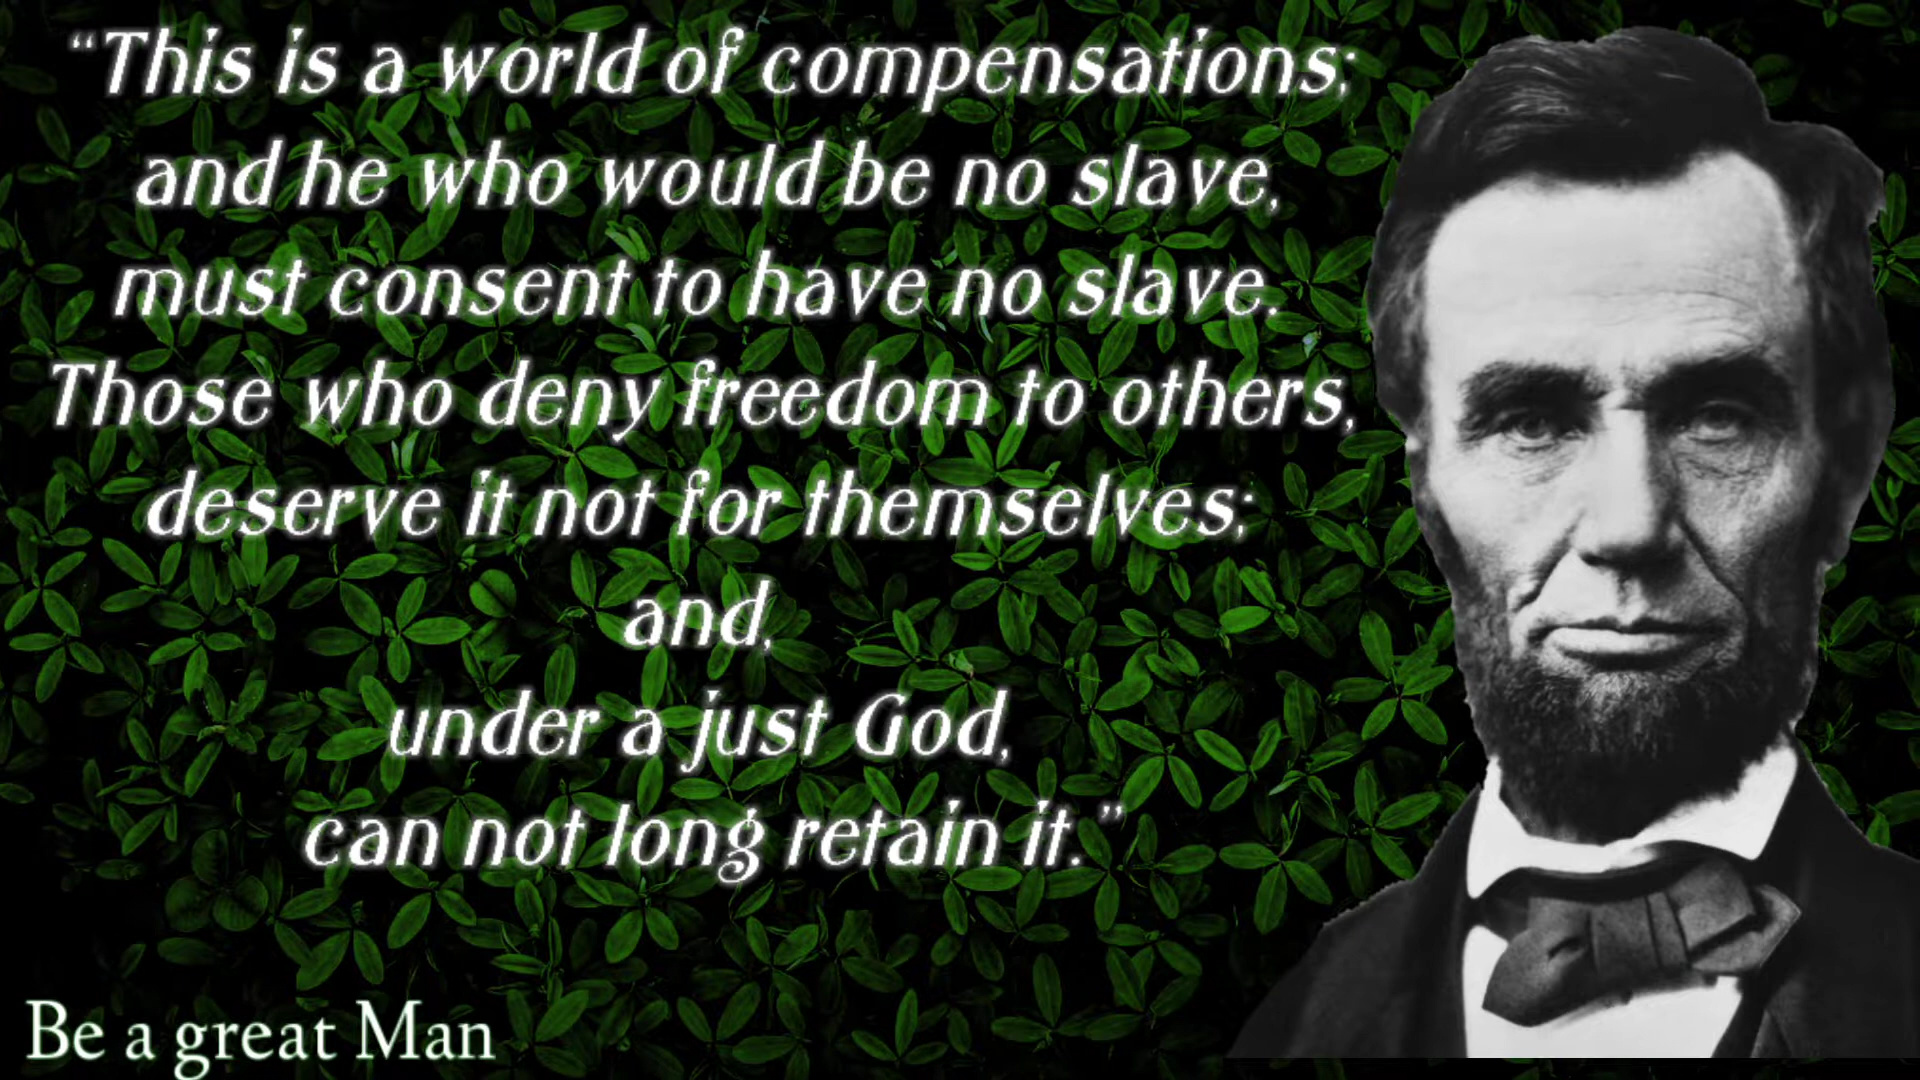 “This is a world of compensations;
and he who would be no slave,
must consent to have no slave.
Those who deny freedom to others,
deserve it not for themselves;
and,
under a just God,
can not long retain it.”
Be a great Man